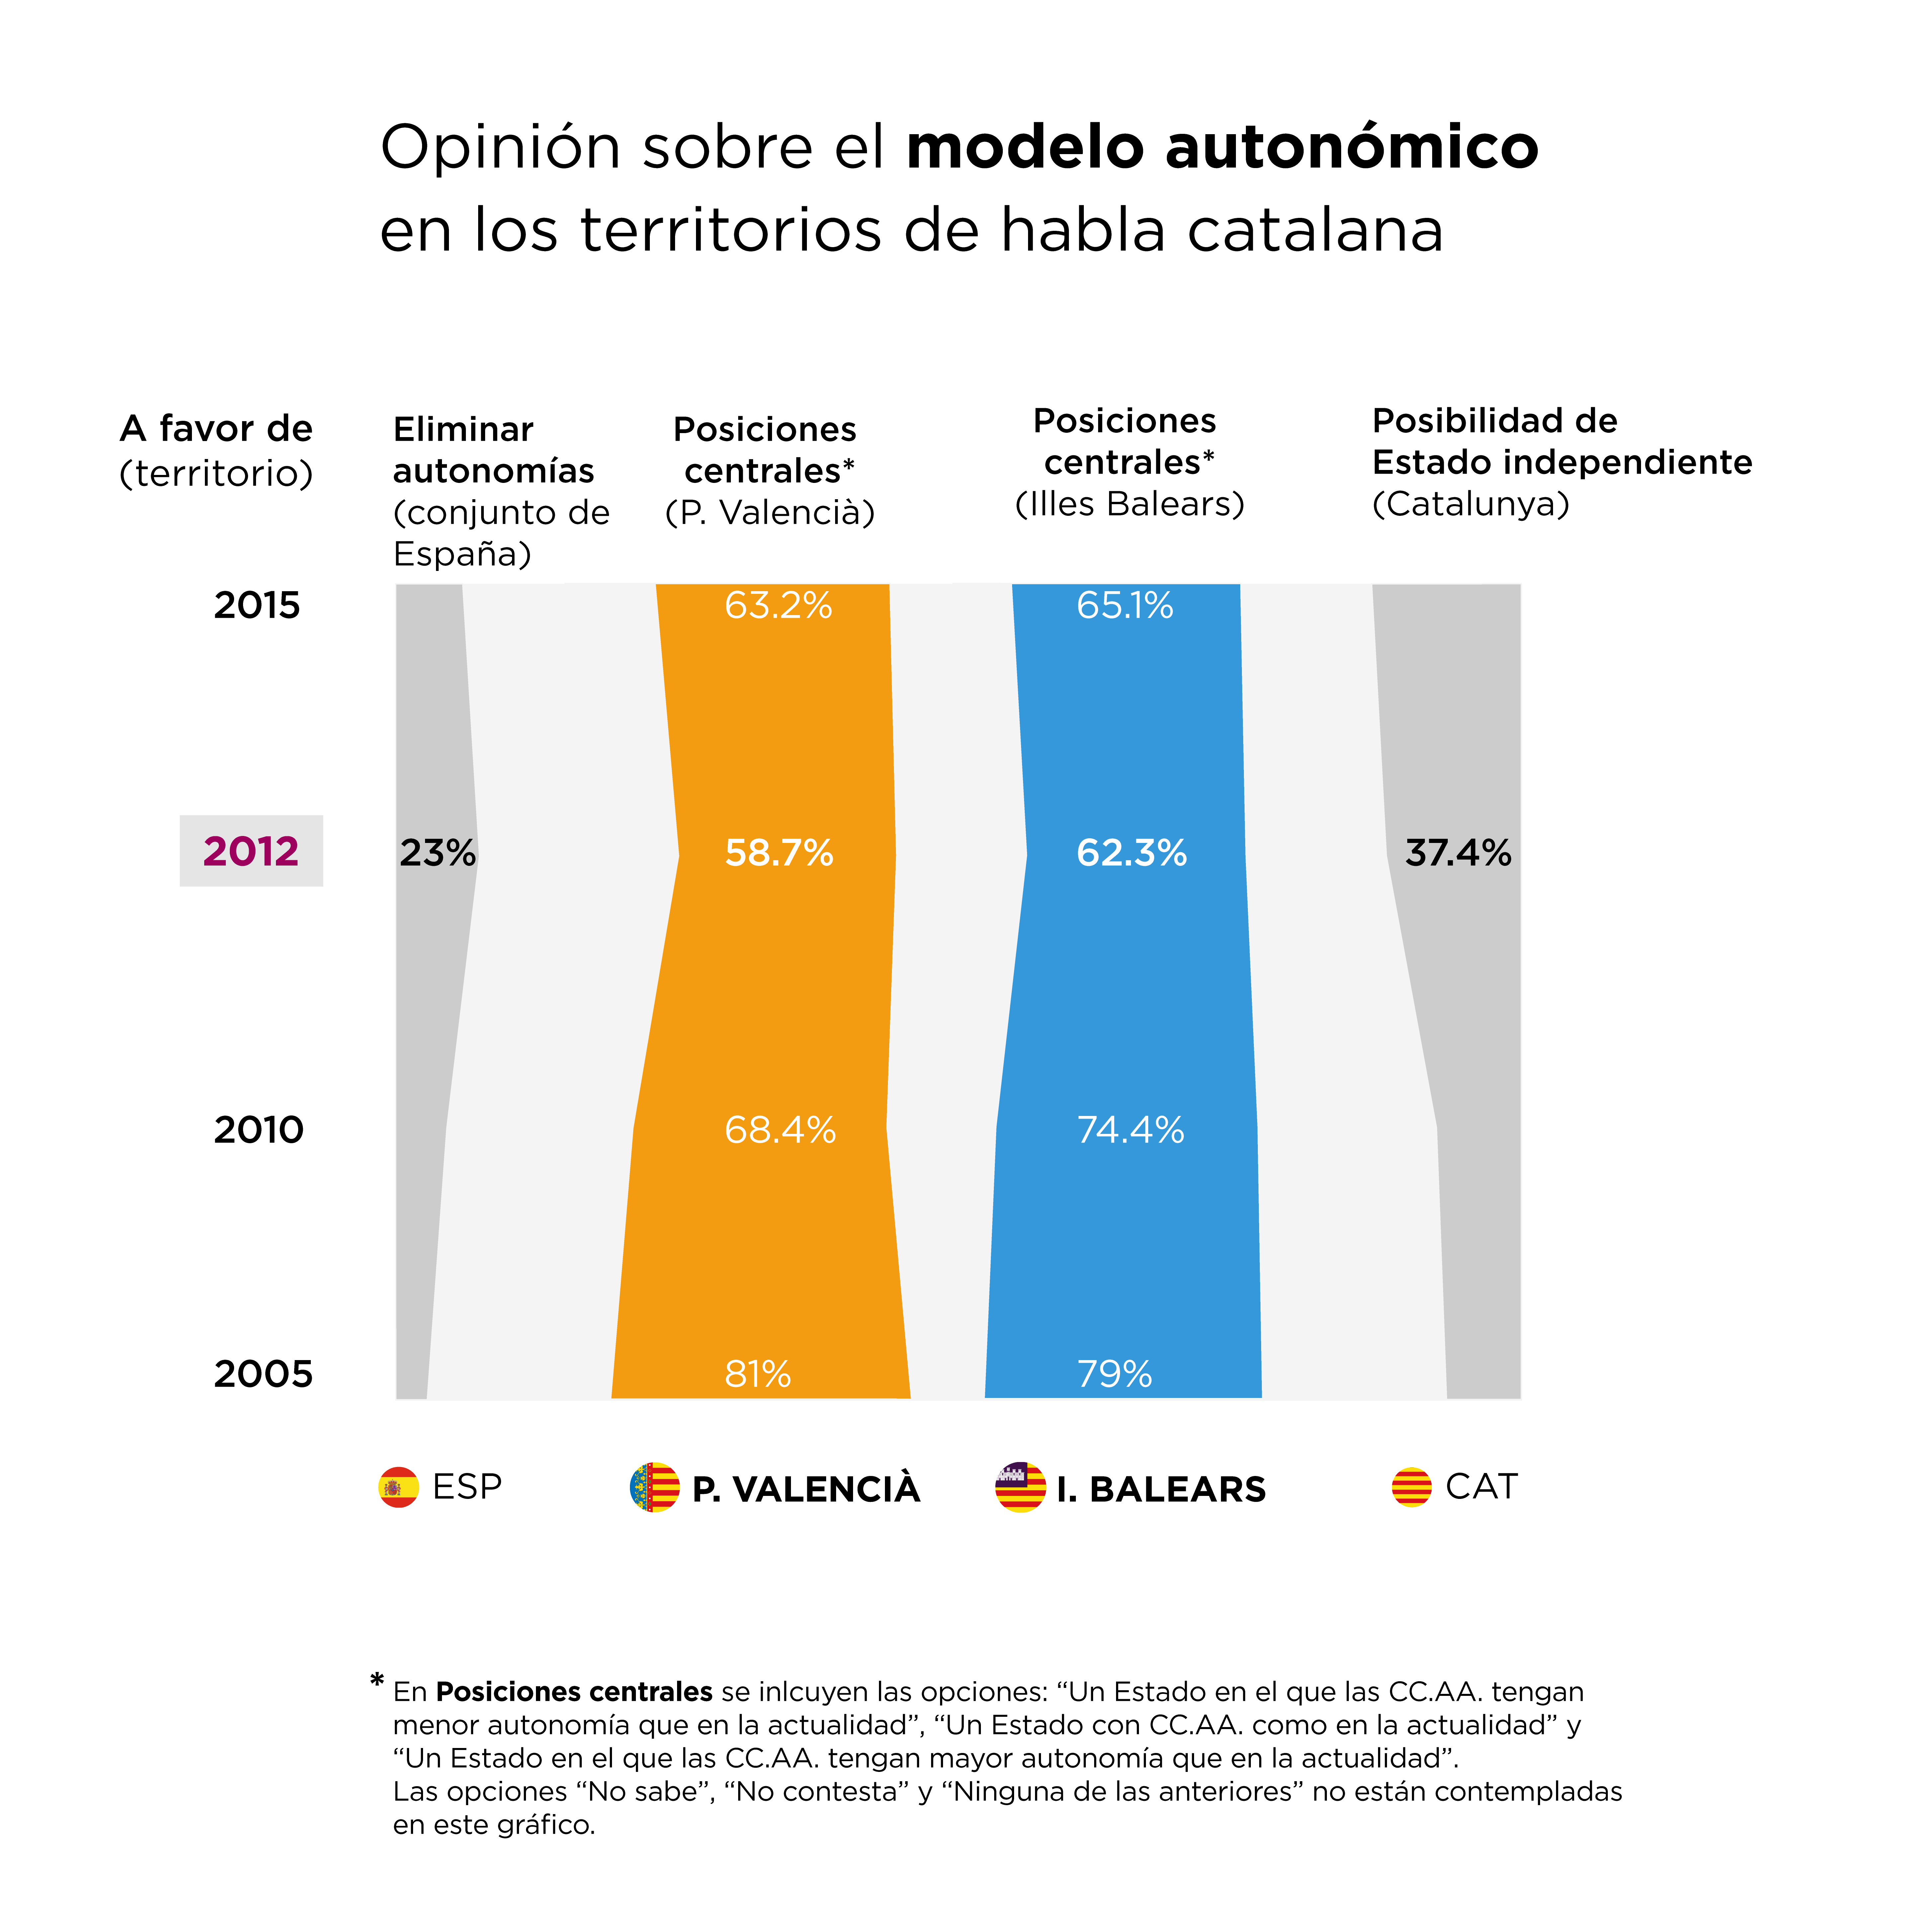 Opinión sobre el modelo autonómico
en los territorios de habla catalana
A favor de
(territorio)
Eliminar
autonomías
(conjunto de
España)
Posiciones
centrales*
(P. Valencià)
Posiciones
centrales*
(Illes Balears)
Posibilidad de
Estado independiente
(Catalunya)
2015
63.2%
65.1%
2012
23%
58.7%
62.3%
37.4%
2010
68.4%
74.4%
2005
81%
79%
ESP
P. VALENCIÀ
I. BALEARS
CAT
* En Posiciones centrales se inlcuyen las opciones: “Un Estado en el que las CC.AA. tengan
menor autonomía que en la actualidad”, “Un Estado con CC.AA. como en la actualidad” y
“Un Estado en el que las CC.AA. tengan mayor autonomía que en la actualidad”.
Las opciones “No sabe”, “No contesta” y “Ninguna de las anteriores” no están contempladas
en este gráfico.